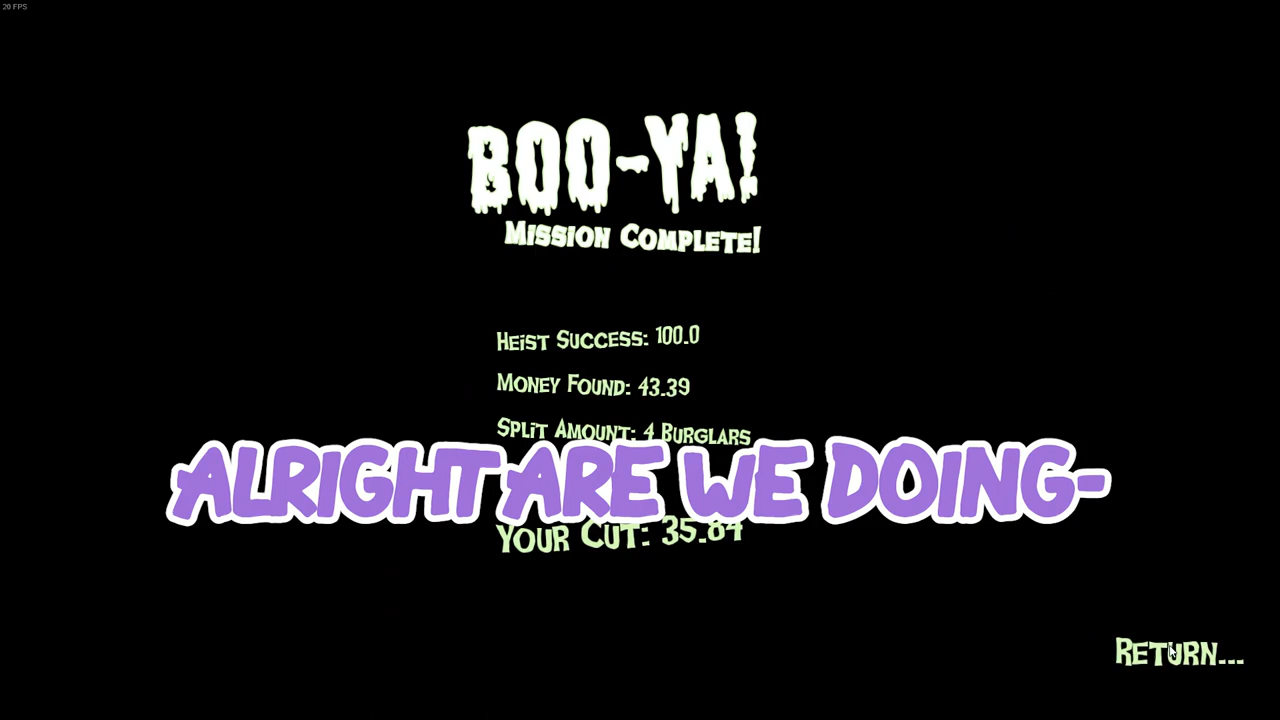 20 FPS
BOO-YA!
MISSION COMPLETE!
HEIST SUCCESS: 100.0
MONEY FOUND: 43.39
SPLIT AMOUNT: 4 BURGLARS
ALRIGHT ARE WE DOING-
YOUR CUT: 35.84
RETURN...